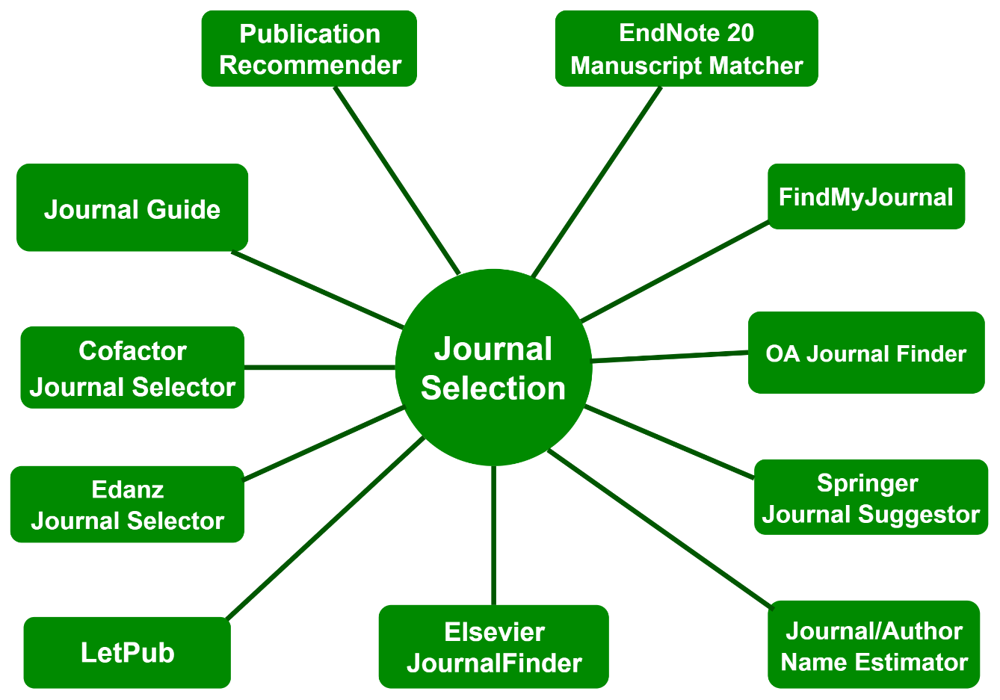 Publication
Recommender
EndNote 20
Manuscript Matcher
Journal Guide
FindMyJournal
Cofactor
Journal Selector
Journal
Selection
OA Journal Finder
Edanz
Journal Selector
Springer
Journal Suggestor
LetPub
Elsevier
JournalFinder
Journal/Author
Name Estimator